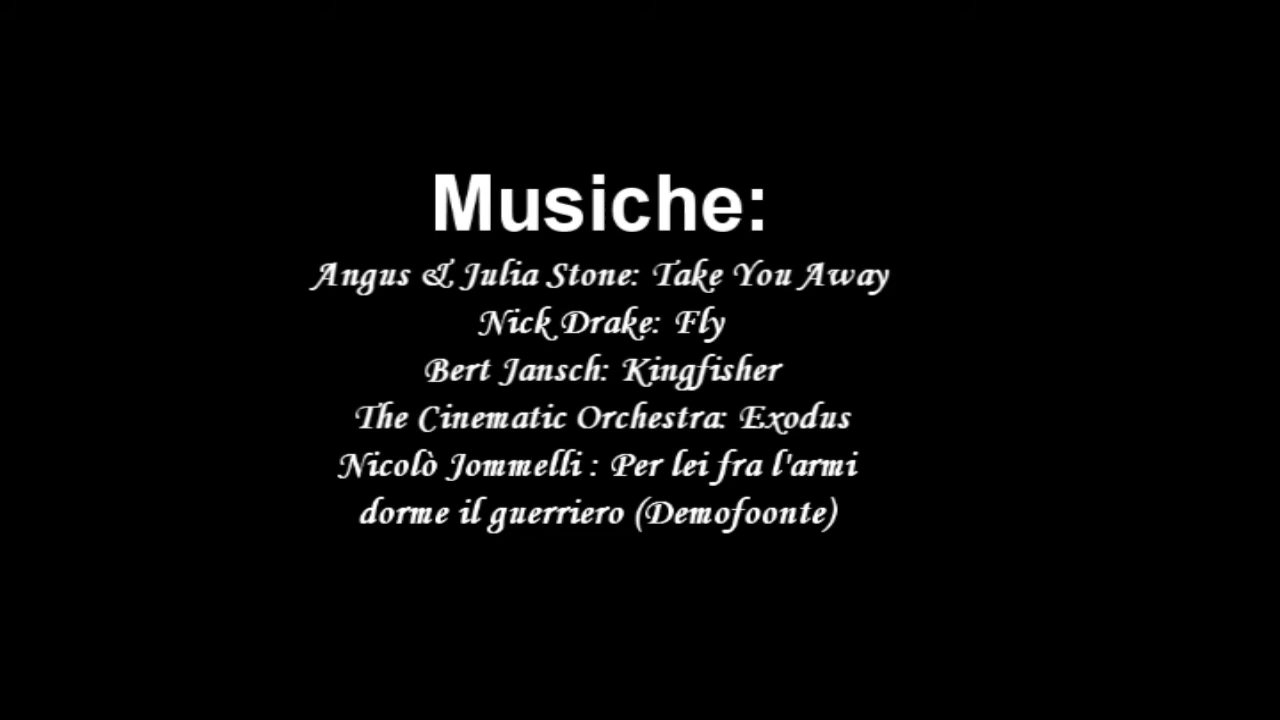 Musiche:
Angus & Julia Stone: Take You Away
Nick Drake: Fly
Bert Jansch: Kingfisher
The Cinematic Orchestra: Exodus
Nicolò Jommelli : Per lei fra l'armi
dorme il guerriero (Demofoonte)